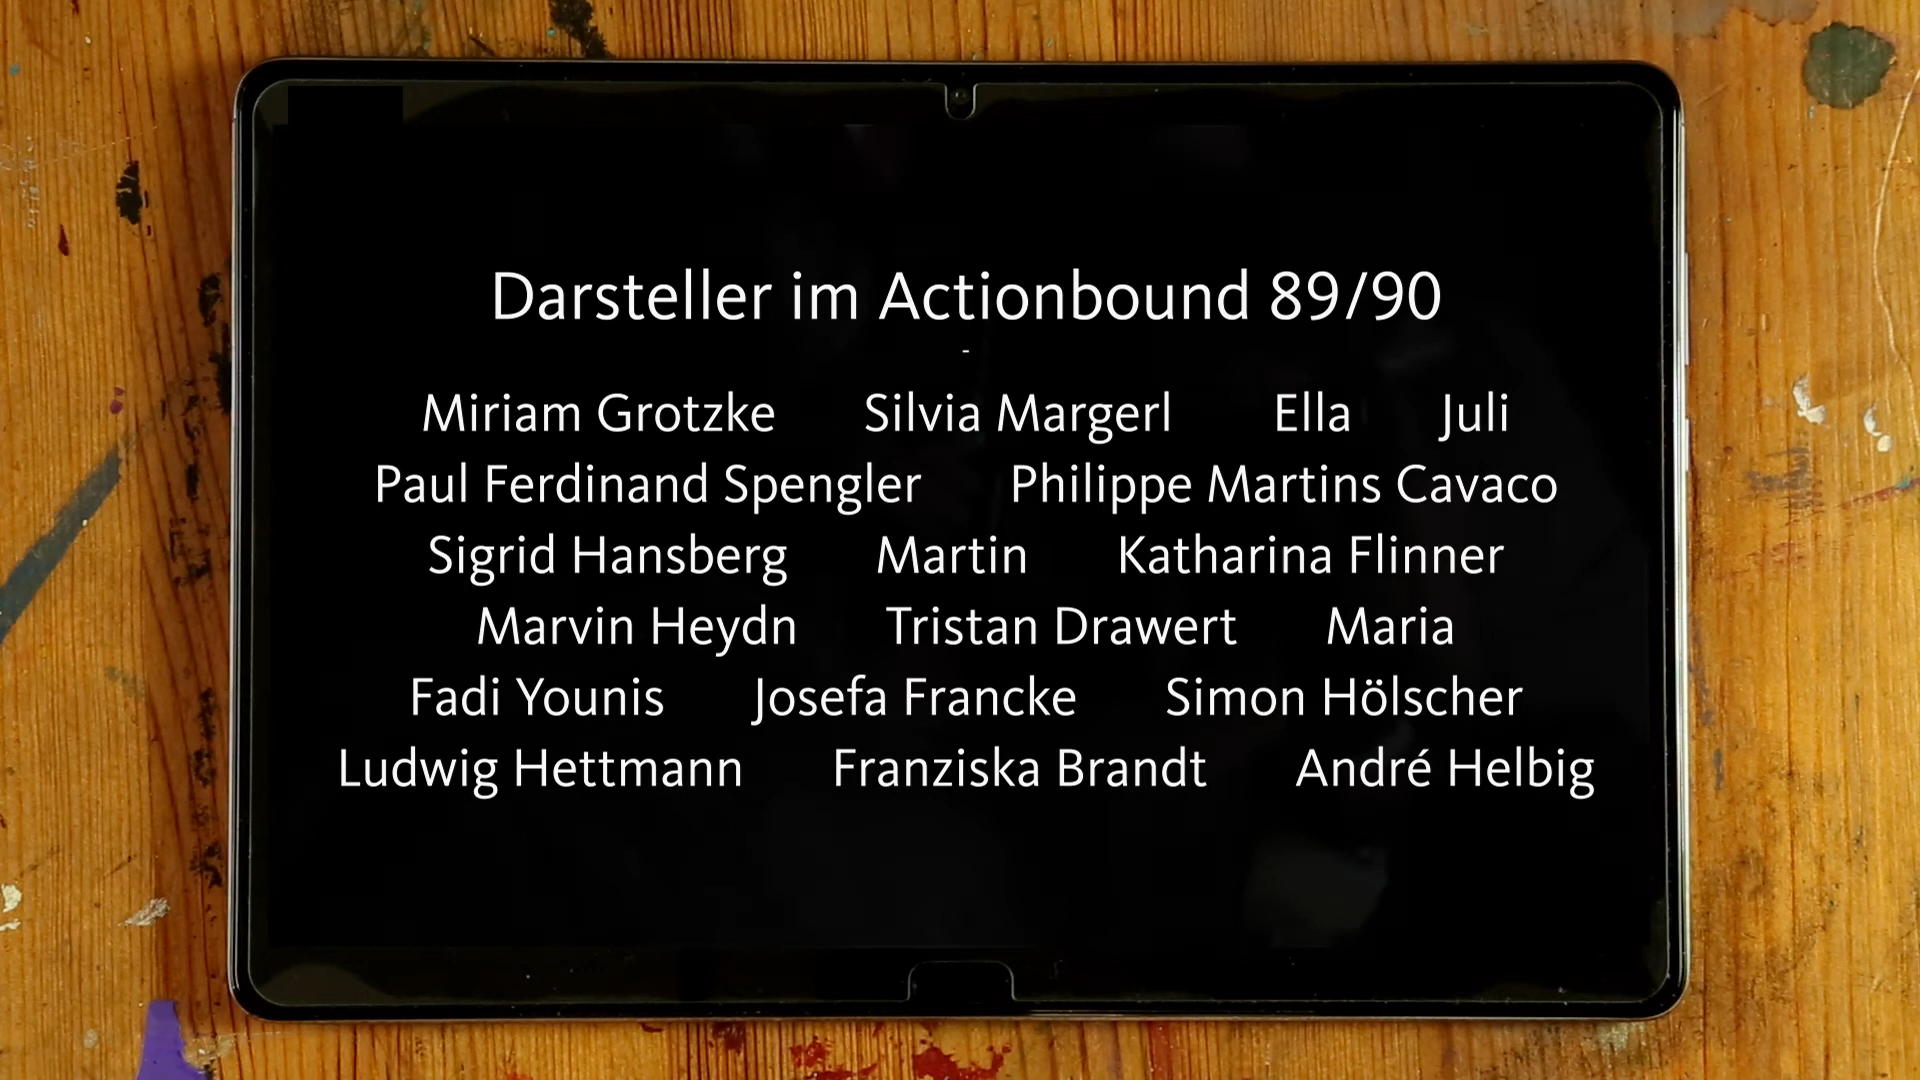 Darsteller im Actionbound 89/90
-
Miriam Grotzke Silvia Margerl Ella Juli
Paul Ferdinand Spengler Philippe Martins Cavaco
Sigrid Hansberg Martin Katharina Flinner
Marvin Heydn Tristan Drawert Maria
Fadi Younis Josefa Francke Simon Hölscher
Ludwig Hettmann Franziska Brandt André Helbig